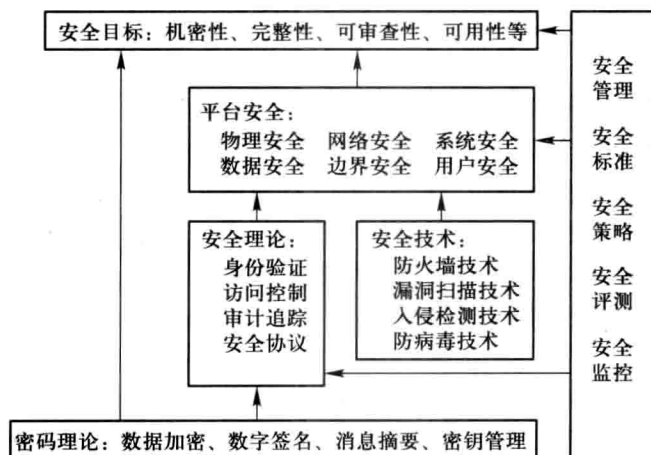 安全目标：机密性、完整性、可审查性、可用性等
平台安全：
物理安全 网络安全 系统安全
数据安全 边界安全 用户安全
安全理论：
身份验证
访问控制
审计追踪
安全协议
安全技术：
防火墙技术
漏洞扫描技术
入侵检测技术
防病毒技术
密码理论：数据加密、数字签名、消息摘要、密钥管理
安全
管理
安全
标准
安全
策略
安全
评测
安全
监控